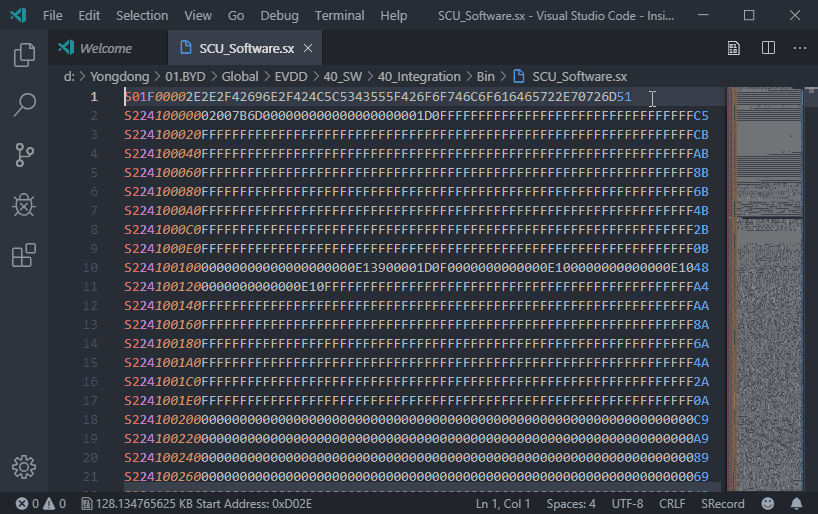 File Edit Selection View Go Debug Terminal Help SCU_Software.sx - Visual Studio Code - Insi...
Welcome SCU_Software.sx
d: > Yongdong > 01.BYD > Global > EVDD > 40_SW > 40_Integration > Bin > SCU_Software.sx
1 S01F00002E2E2F42696E2F424C5C5343555F426F6F746C6F616465722E70726D51
2 S22410000002007B6D000000000000000000001D0FFFFFFFFFFFFFFFFFFFFFFFFFFFFFFFFFFC5
3 S224100020FFFFFFFFFFFFFFFFFFFFFFFFFFFFFFFFFFFFFFFFFFFFFFFFFFFFFFFFFFFFFFFFCB
4 S224100040FFFFFFFFFFFFFFFFFFFFFFFFFFFFFFFFFFFFFFFFFFFFFFFFFFFFFFFFFFFFFFFFAB
5 S224100060FFFFFFFFFFFFFFFFFFFFFFFFFFFFFFFFFFFFFFFFFFFFFFFFFFFFFFFFFFFFFFFF8B
6 S224100080FFFFFFFFFFFFFFFFFFFFFFFFFFFFFFFFFFFFFFFFFFFFFFFFFFFFFFFFFFFFFFFF6B
7 S2241000A0FFFFFFFFFFFFFFFFFFFFFFFFFFFFFFFFFFFFFFFFFFFFFFFFFFFFFFFFFFFFFFFF4B
8 S2241000C0FFFFFFFFFFFFFFFFFFFFFFFFFFFFFFFFFFFFFFFFFFFFFFFFFFFFFFFFFFFFFFFF2B
9 S2241000E0FFFFFFFFFFFFFFFFFFFFFFFFFFFFFFFFFFFFFFFFFFFFFFFFFFFFFFFFFFFFFFFF0B
10 S22410010000000000000000000000E13900001D0F0000000000000E100000000000000E1048
11 S2241001200000000000000E10FFFFFFFFFFFFFFFFFFFFFFFFFFFFFFFFFFFFFFFFFFFFFFFFA4
12 S224100140FFFFFFFFFFFFFFFFFFFFFFFFFFFFFFFFFFFFFFFFFFFFFFFFFFFFFFFFFFFFFFFFAA
13 S224100160FFFFFFFFFFFFFFFFFFFFFFFFFFFFFFFFFFFFFFFFFFFFFFFFFFFFFFFFFFFFFFFF8A
14 S224100180FFFFFFFFFFFFFFFFFFFFFFFFFFFFFFFFFFFFFFFFFFFFFFFFFFFFFFFFFFFFFFFF6A
15 S2241001A0FFFFFFFFFFFFFFFFFFFFFFFFFFFFFFFFFFFFFFFFFFFFFFFFFFFFFFFFFFFFFFFF4A
16 S2241001C0FFFFFFFFFFFFFFFFFFFFFFFFFFFFFFFFFFFFFFFFFFFFFFFFFFFFFFFFFFFFFFFF2A
17 S2241001E0FFFFFFFFFFFFFFFFFFFFFFFFFFFFFFFFFFFFFFFFFFFFFFFFFFFFFFFFFFFFFFFF0A
18 S2241002000000000000000000000000000000000000000000000000000000000000000000C9
19 S2241002200000000000000000000000000000000000000000000000000000000000000000A9
20 S224100240000000000000000000000000000000000000000000000000000000000000000089
21 S224100260000000000000000000000000000000000000000000000000000000000000000069
0 0 128.134765625 KB Start Address: 0xD02E Ln 1, Col 1 Spaces: 4 UTF-8 CRLF SRecord